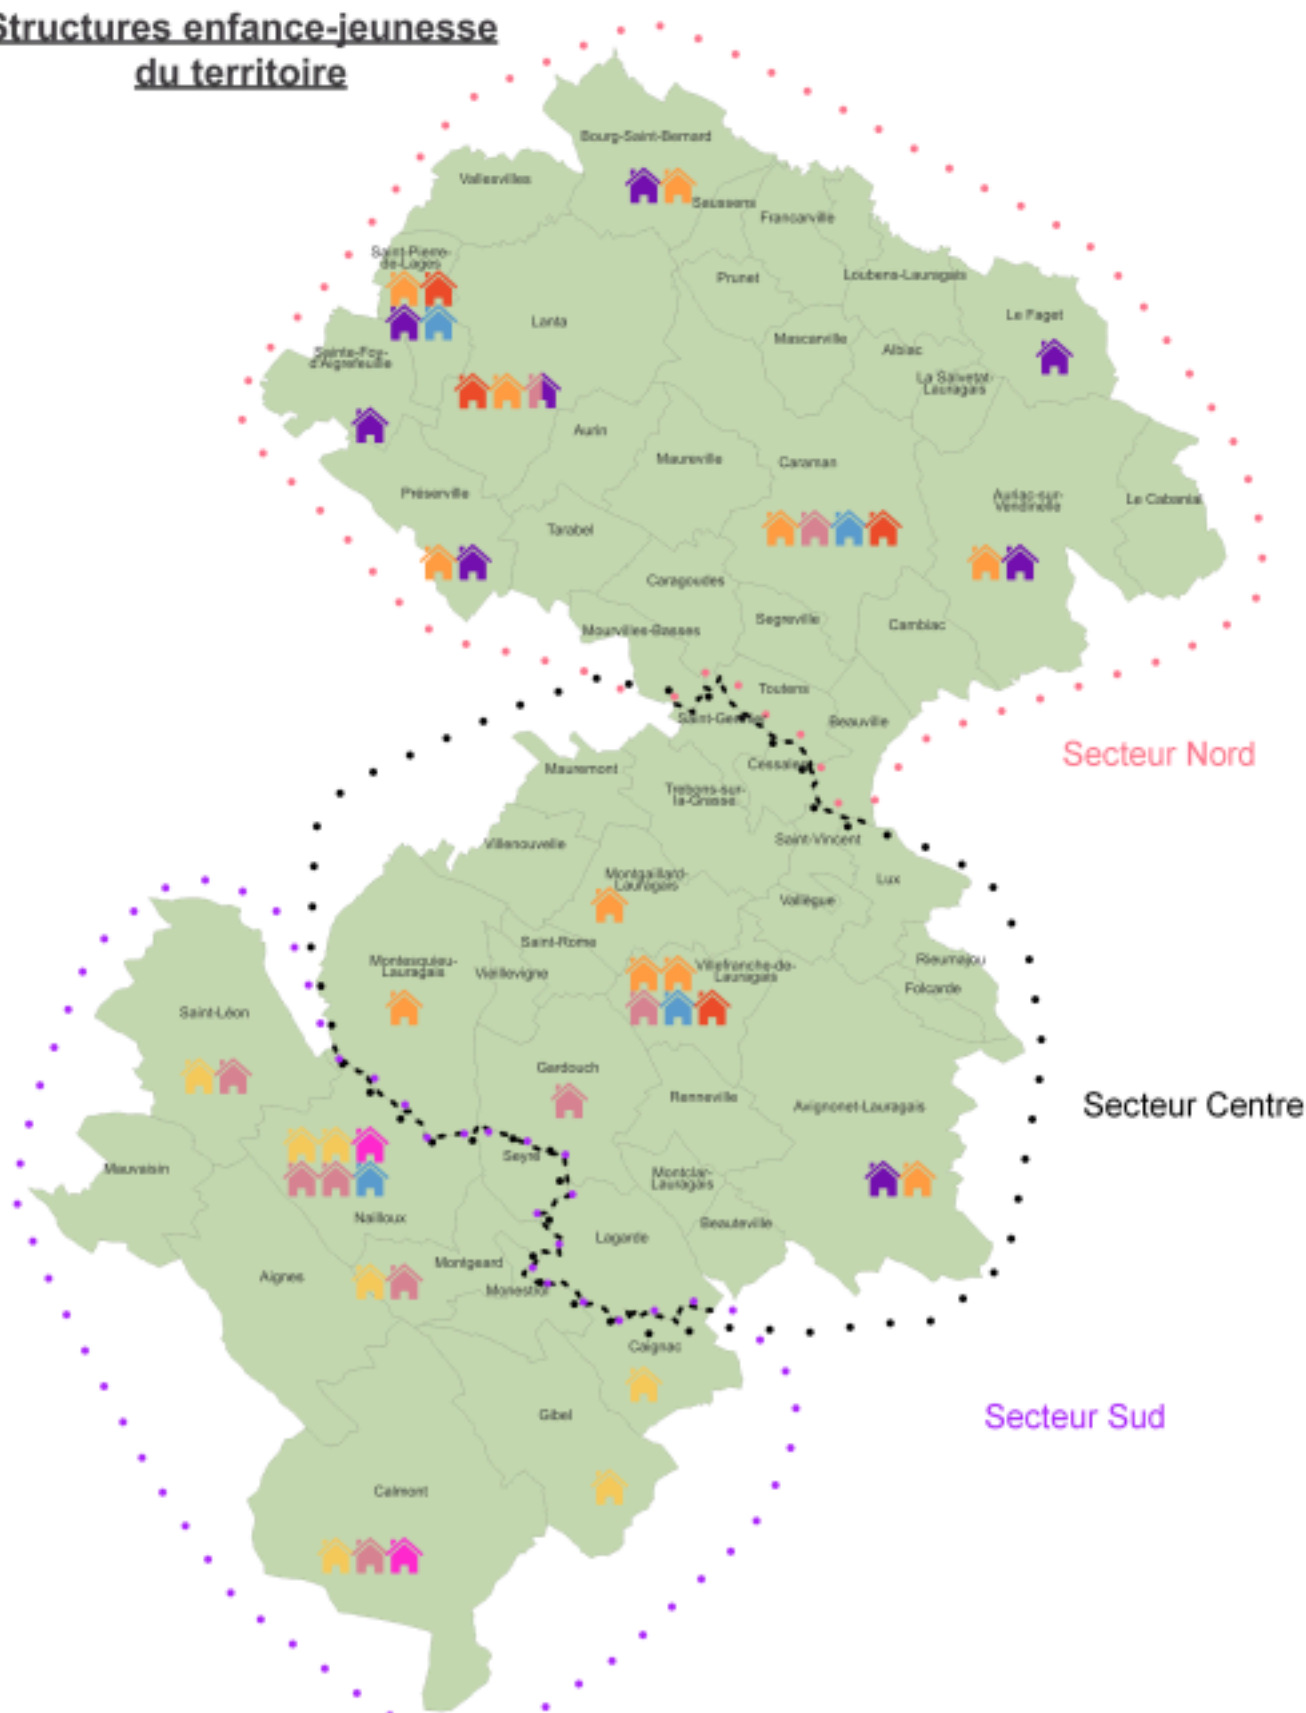 Structures enfance-jeunesse
du territoire
Bourg-Saint-Bernard
Vallesvilles
Saussens
Francarville
Saint-Pierre-
de-Lages
Prunet
Loubens-Lauragais
Lanta
Le Faget
Mascarville
Albiac
Sainte-Foy-
d'Aigrefeuille
La Salvetat-
Lauragais
Aurin
Maureville
Caraman
Préserville
Auriac-sur-
Vendinelle
Le Cabanial
Tarabel
Caragoudes
Segreville
Cambiac
Mourvilles-Basses
Toutens
Saint-Germier
Beauville
Secteur Nord
Mauremont
Cessales
Trebons-sur-
la-Grasse
Saint-Vincent
Villenouvelle
Montgaillard-
Lauragais
Lux
Vallègue
Saint-Rome
Montesquieu-
Lauragais
Vieillevigne
Villefranche-de-
Lauragais
Rieumajou
Folcarde
Saint-Léon
Gardouch
Renneville
Avignonet-Lauragais
Secteur Centre
Seyre
Mauvaisin
Montclar-
Lauragais
Nailloux
Beauteville
Lagarde
Montgeard
Aignes
Monestrol
Caignac
Gibel
Secteur Sud
Calmont